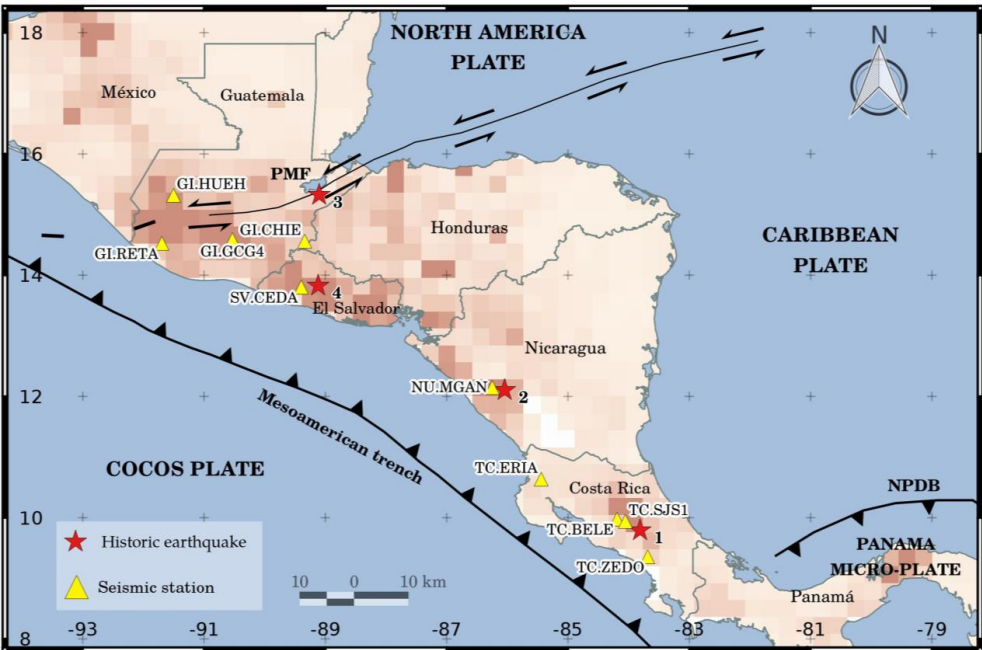 18
NORTH AMERICA
PLATE
N
México
Guatemala
16
PMF
GI.HUEH
3
GI.CHIE
Honduras
GI.RETA
GI.GCG4
CARIBBEAN
PLATE
14
SV.CEDA
4
El Salvador
Nicaragua
NU.MGAN
2
12
Mesoamerican trench
COCOS PLATE
TC.ERIA
Costa Rica
NPDB
TC.SJS1
10
TC.BELE
1
PANAMA
MICRO-PLATE
Historic earthquake
TC.ZEDO
Seismic station
10 0 10 km
Panamá
8
-93 -91 -89 -87 -85 -83 -81 -79